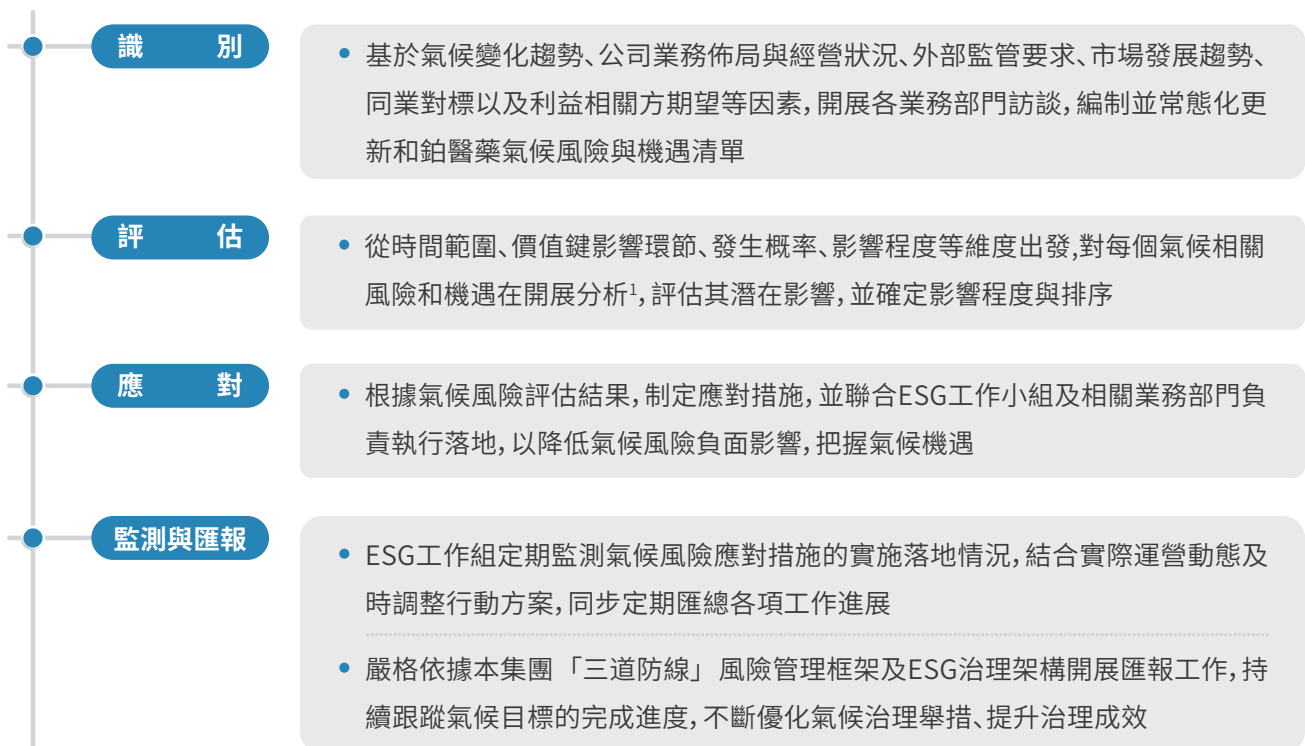 識別
基於氣候變化趨勢、公司業務佈局與經營狀況、外部監管要求、市場發展趨勢、
同業對標以及利益相關方期望等因素，開展各業務部門訪談，編制並常態化更
新和鉑醫藥氣候風險與機遇清單
評估
從時間範圍、價值鍵影響環節、發生概率、影響程度等維度出發,對每個氣候相關
風險和機遇在開展分析¹，評估其潛在影響，並確定影響程度與排序
應對
根據氣候風險評估結果，制定應對措施，並聯合ESG工作小組及相關業務部門負
責執行落地，以降低氣候風險負面影響，把握氣候機遇
監測與匯報
ESG工作組定期監測氣候風險應對措施的實施落地情況，結合實際運營動態及
時調整行動方案，同步定期匯總各項工作進展
嚴格依據本集團「三道防線」風險管理框架及ESG治理架構開展匯報工作，持
續跟蹤氣候目標的完成進度，不斷優化氣候治理舉措、提升治理成效